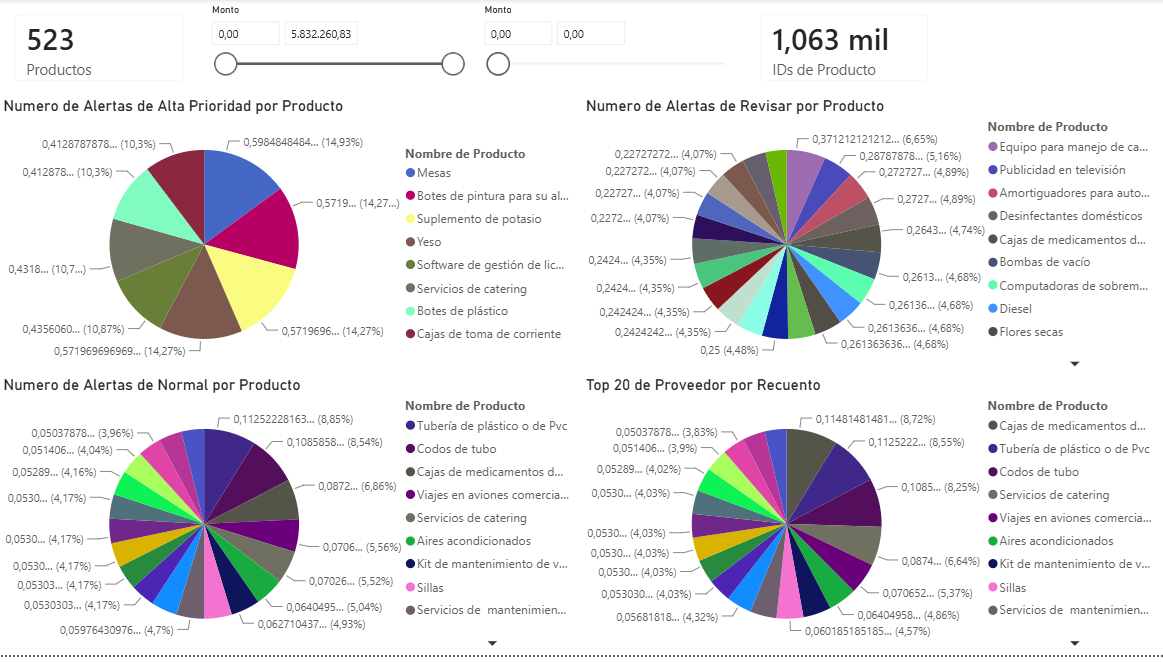 523
Productos
Monto
0,00
5.832.260,83
Monto
0,00
0,00
1,063 mil
IDs de Producto
Numero de Alertas de Alta Prioridad por Producto
0,5984848484... (14,93%)
0,5719... (14,27...)
0,5719696... (14,27%)
0,571969696969... (14,27%)
0,4356060... (10,87%)
0,4318... (10,7...)
0,412878... (10,3%)
0,4128787878... (10,3%)
Nombre de Producto
Mesas
Botes de pintura para su al...
Suplemento de potasio
Yeso
Software de gestión de lic...
Servicios de catering
Botes de plástico
Cajas de toma de corriente
Numero de Alertas de Revisar por Producto
0,371212121212... (6,65%)
0,28787878... (5,16%)
0,272727... (4,89%)
0,2727... (4,89%)
0,2643... (4,74%)
0,2613... (4,68%)
0,26136... (4,68%)
0,2613636... (4,68%)
0,261363636... (4,68%)
0,25 (4,48%)
0,2424242... (4,35%)
0,242424... (4,35%)
0,2424... (4,35%)
0,2424... (4,35%)
0,2272... (4,07%)
0,22727... (4,07%)
0,227272... (4,07%)
0,22727272... (4,07%)
Nombre de Producto
Equipo para manejo de ca...
Publicidad en televisión
Amortiguadores para auto...
Desinfectantes domésticos
Cajas de medicamentos d...
Bombas de vacío
Computadoras de sobrem...
Diesel
Flores secas
Numero de Alertas de Normal por Producto
0,11252228163... (8,85%)
0,1085858... (8,54%)
0,0872... (6,86%)
0,0706... (5,56%)
0,07026... (5,52%)
0,0640495... (5,04%)
0,062710437... (4,93%)
0,05976430976... (4,7%)
0,0530303... (4,17%)
0,05303... (4,17%)
0,0530... (4,17%)
0,0530... (4,17%)
0,0530... (4,17%)
0,05289... (4,16%)
0,051406... (4,04%)
0,05037878... (3,96%)
Nombre de Producto
Tubería de plástico o de Pvc
Codos de tubo
Cajas de medicamentos d...
Viajes en aviones comercia...
Servicios de catering
Aires acondicionados
Kit de mantenimiento de v...
Sillas
Servicios de mantenimien...
Top 20 de Proveedor por Recuento
0,11481481481... (8,72%)
0,1125222... (8,55%)
0,1085... (8,25%)
0,0874... (6,64%)
0,070652... (5,37%)
0,06404958... (4,86%)
0,060185185185... (4,57%)
0,05681818... (4,32%)
0,053030... (4,03%)
0,0530... (4,03%)
0,0530... (4,03%)
0,0530... (4,03%)
0,0530... (4,03%)
0,05289... (4,02%)
0,051406... (3,9%)
0,05037878... (3,83%)
Nombre de Producto
Cajas de medicamentos d...
Tubería de plástico o de Pvc
Codos de tubo
Servicios de catering
Viajes en aviones comercia...
Aires acondicionados
Kit de mantenimiento de v...
Sillas
Servicios de mantenimien...